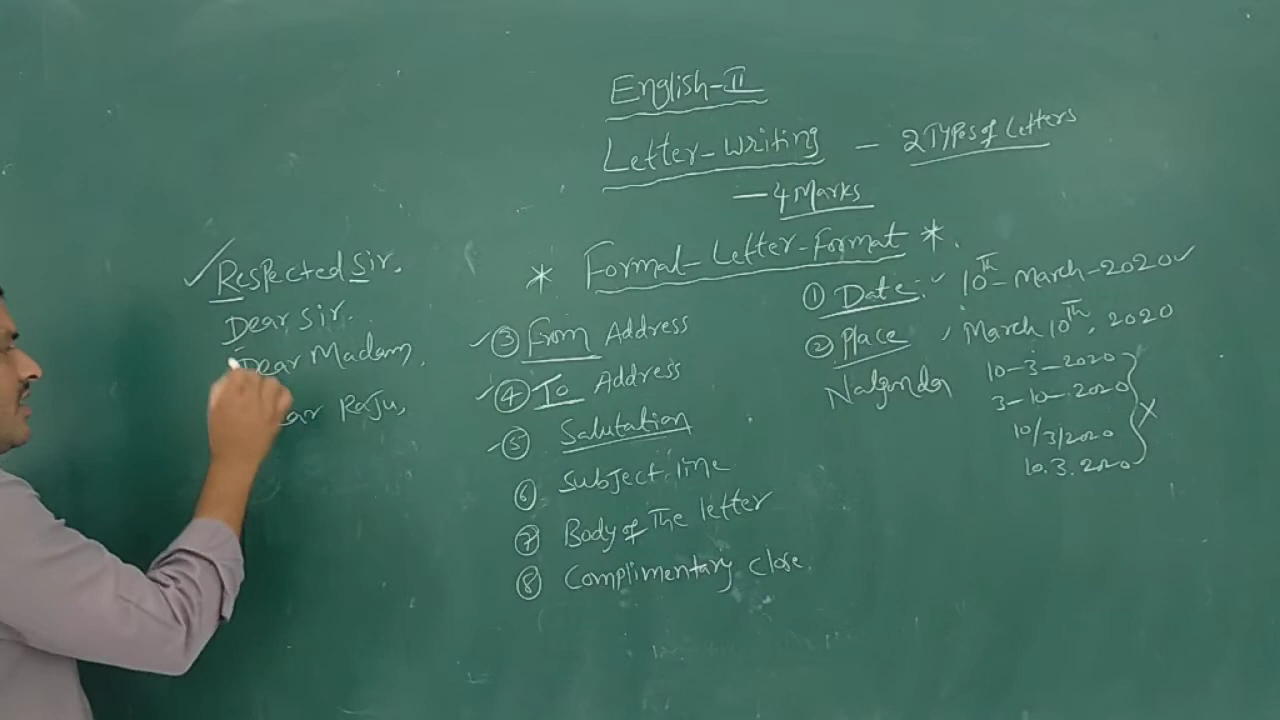 English-II
Letter-Writing - 2 Types of Letters
- 4 Marks
* Formal-Letter-Format *.
Respected Sir.
Dear Sir.
Dear Madam,
ear Raju,
③ From Address
④ To Address
⑤ Salutation
⑥ Subject line
⑦ Body of The letter
⑧ Complimentary close.
① Date:- 10th-March-2020
② Place , March 10th, 2020
Nalgonda
10-3-2020
3-10-2020
10/3/2020
10.3.2020